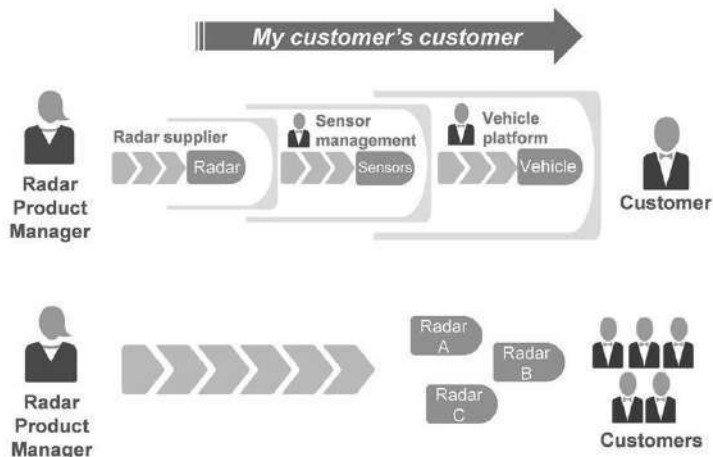 My customer's customer
Radar supplier
Sensor
management
Vehicle
platform
Radar
Sensors
Vehicle
Radar
Product
Manager
Customer
Radar
A
Radar
B
Radar
C
Radar
Product
Manager
Customers